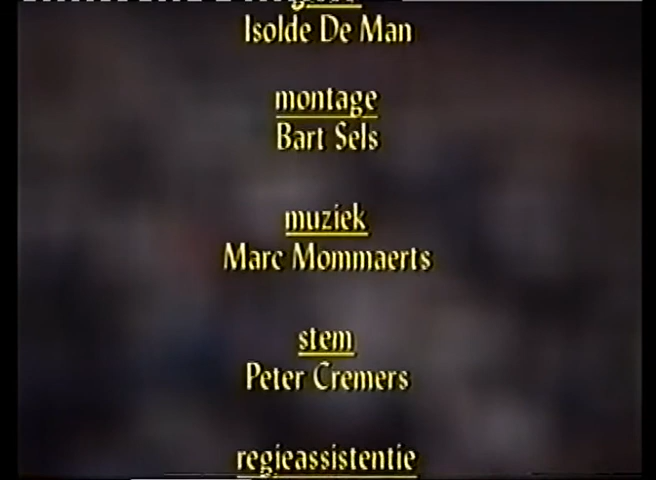 Isolde De Man
montage
Bart Sels
muziek
Marc Mommaerts
stem
Peter Cremers
regieassistentie